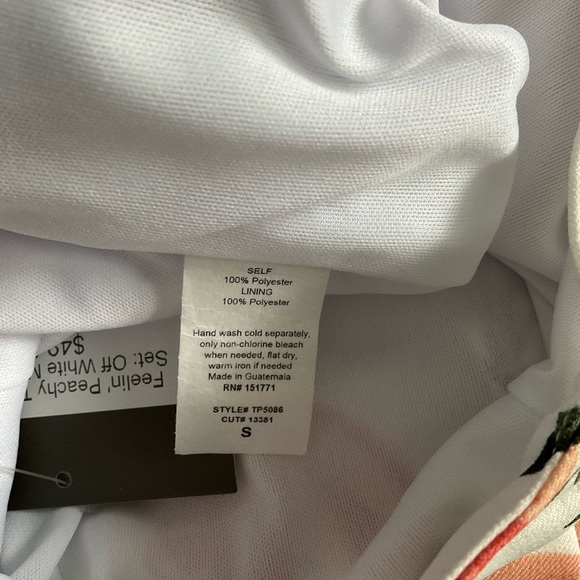 SELF
100% Polyester
LINING
100% Polyester
Hand wash cold separately,
only non-chlorine bleach
when needed, flat dry,
warm iron if needed
Made in Guatemala
RN# 151771
STYLE# TP5086
CUT# 13381
S
Feelin' Peachy
Set: Off White